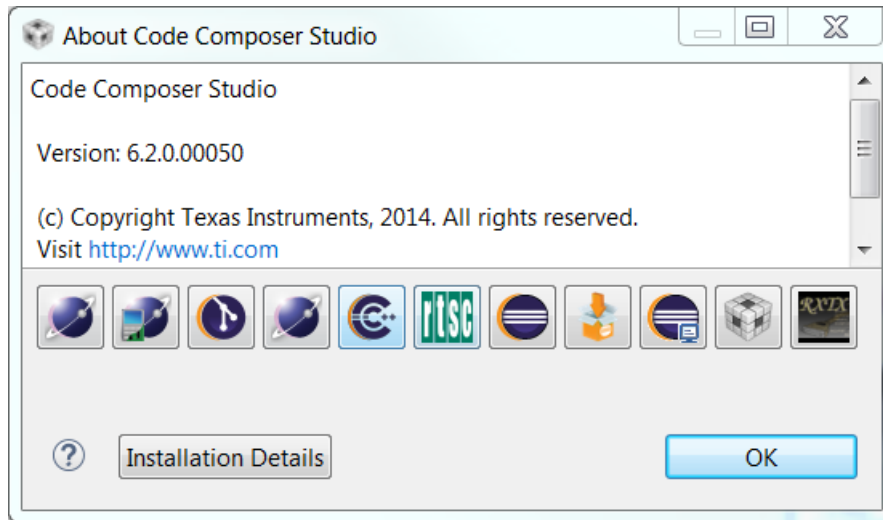 About Code Composer Studio
Code Composer Studio
Version: 6.2.0.00050
(c) Copyright Texas Instruments, 2014. All rights reserved.
Visit http://www.ti.com
rtsc
RXTX
?
Installation Details
OK